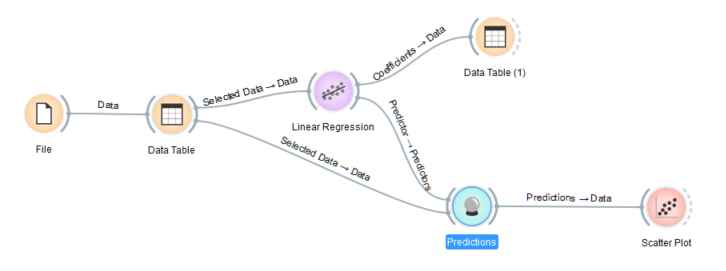 Data Table (1)
Coefficients → Data
Selected Data → Data
Data
Linear Regression
File
Data Table
Predictor → Predictors
Selected Data → Data
Predictions → Data
Predictions
Scatter Plot